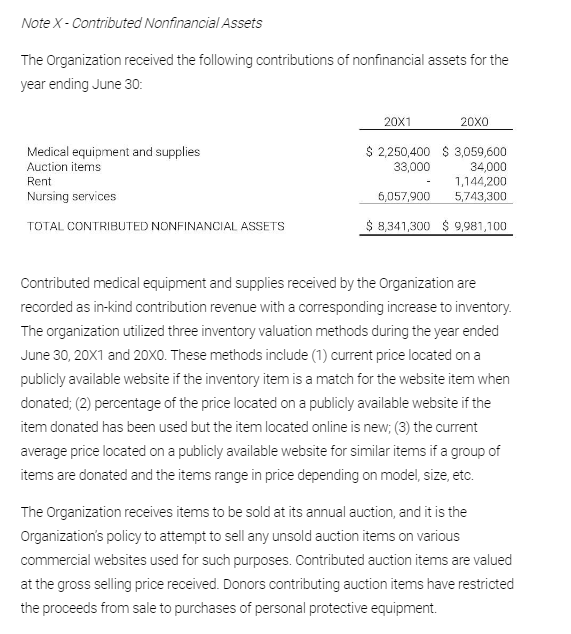 Note X - Contributed Nonfinancial Assets
The Organization received the following contributions of nonfinancial assets for the
year ending June 30:
20X1 20X0
Medical equipment and supplies $ 2,250,400 $ 3,059,600
Auction items 33,000 34,000
Rent - 1,144,200
Nursing services 6,057,900 5,743,300
TOTAL CONTRIBUTED NONFINANCIAL ASSETS $ 8,341,300 $ 9,981,100
Contributed medical equipment and supplies received by the Organization are
recorded as in-kind contribution revenue with a corresponding increase to inventory.
The organization utilized three inventory valuation methods during the year ended
June 30, 20X1 and 20X0. These methods include (1) current price located on a
publicly available website if the inventory item is a match for the website item when
donated; (2) percentage of the price located on a publicly available website if the
item donated has been used but the item located online is new; (3) the current
average price located on a publicly available website for similar items if a group of
items are donated and the items range in price depending on model, size, etc.
The Organization receives items to be sold at its annual auction, and it is the
Organization's policy to attempt to sell any unsold auction items on various
commercial websites used for such purposes. Contributed auction items are valued
at the gross selling price received. Donors contributing auction items have restricted
the proceeds from sale to purchases of personal protective equipment.